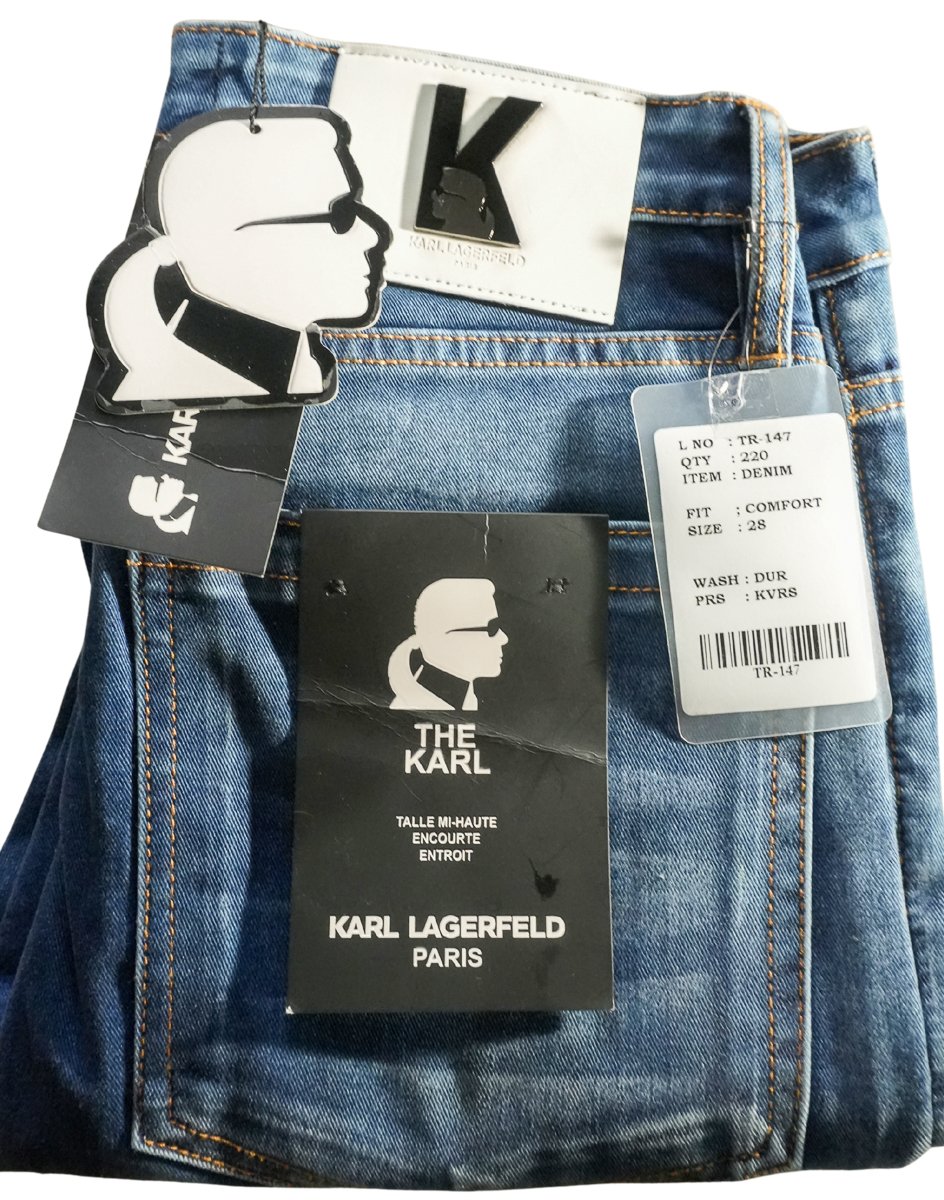 K
KARL LAGERFELD
PARIS
KAR
L NO : TR-147
QTY : 220
ITEM : DENIM
FIT ; COMFORT
SIZE : 28
WASH : DUR
PRS : KVRS
TR-147
THE
KARL
TALLE MI-HAUTE
ENCOURTE
ENTROIT
KARL LAGERFELD
PARIS